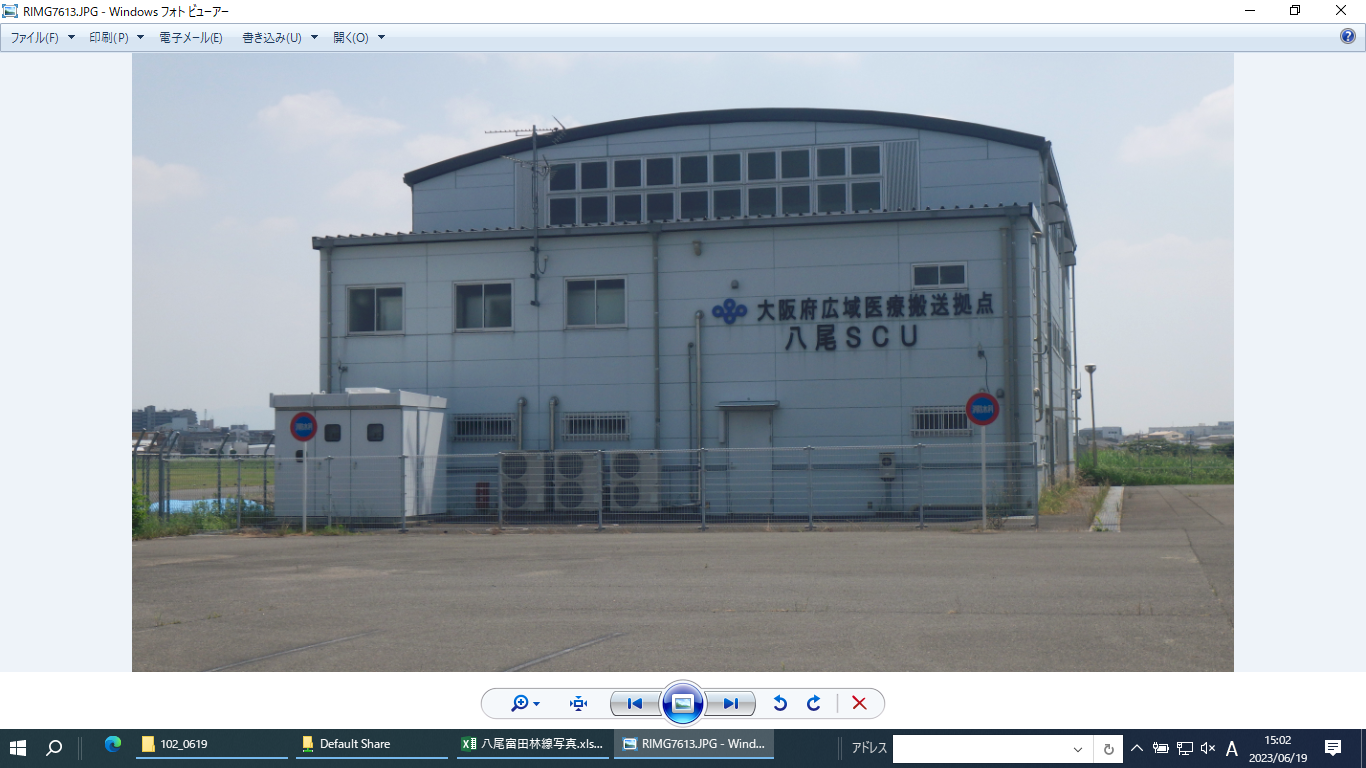 RIMG7613.JPG - Windows フォト ビューアー
ファイル(F) 印刷(P) 電子メール(E) 書き込み(U) 開く(O)
大阪府広域医療搬送拠点
八尾SCU
102_0619
Default Share
八尾富田林線写真.xls...
RIMG7613.JPG - Wind...
アドレス
A
15:02
2023/06/19